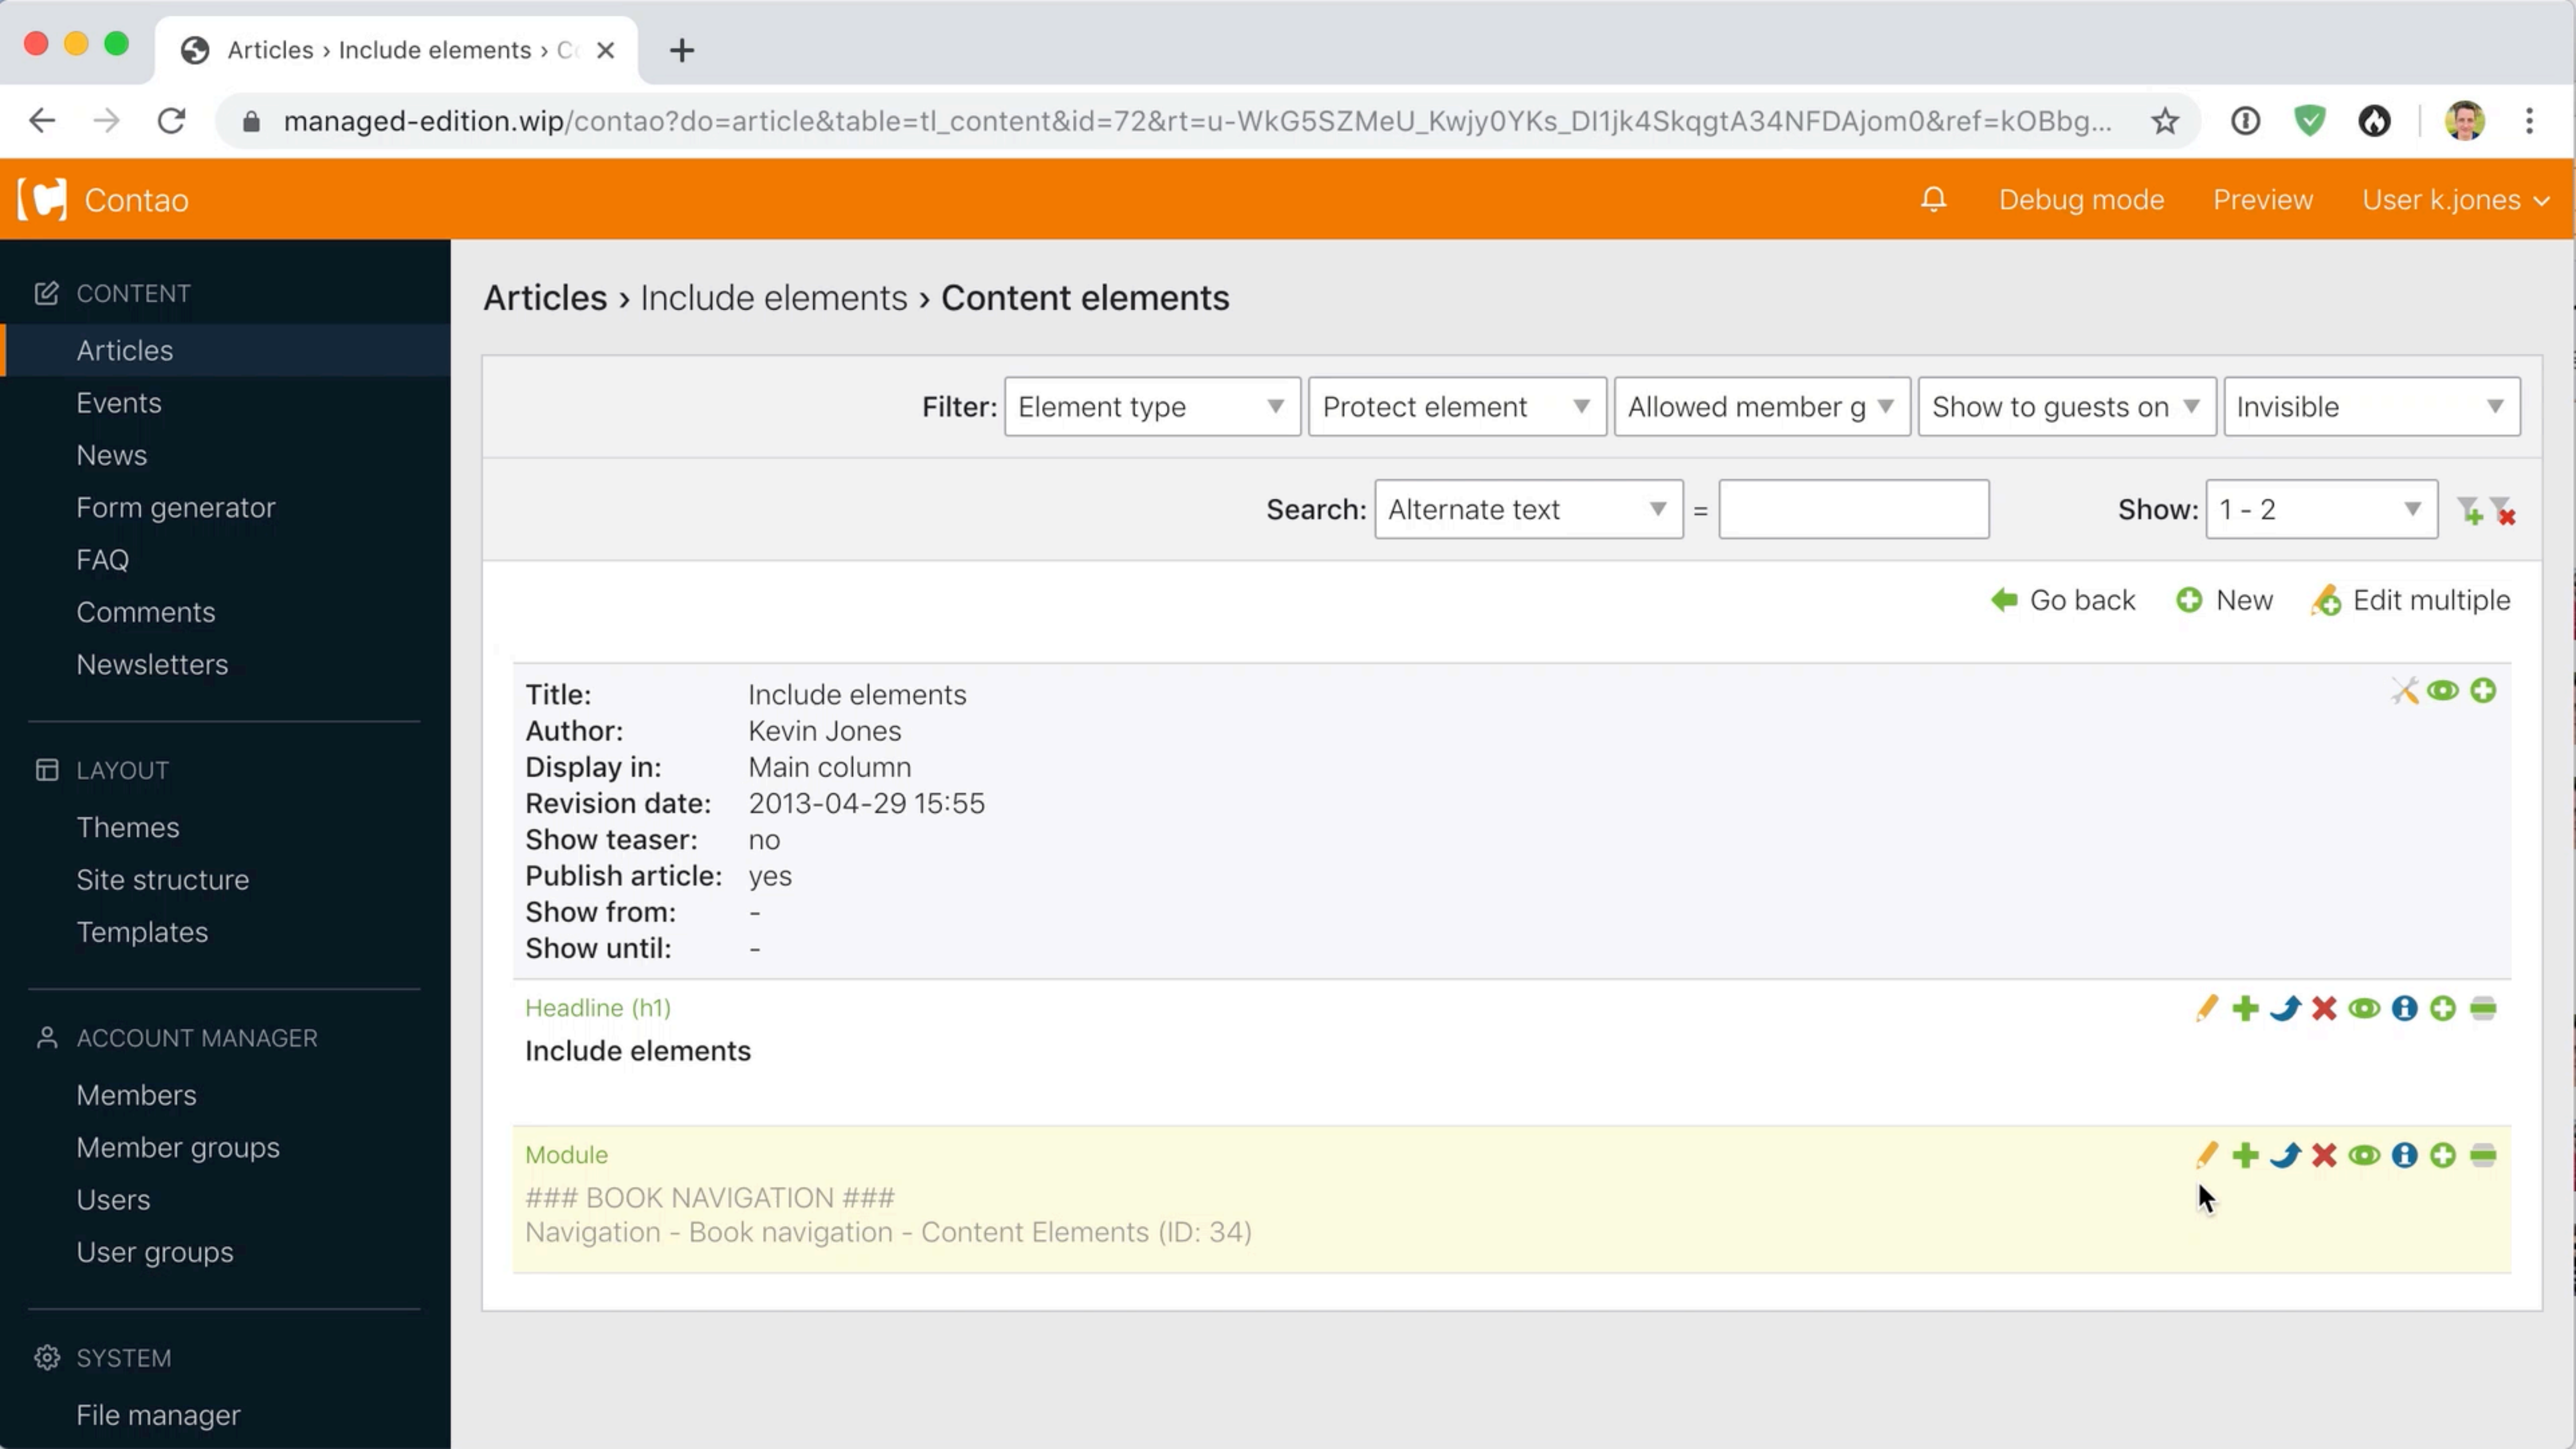 Articles › Include elements › Co
managed-edition.wip/contao?do=article&table=tl_content&id=72&rt=u-WkG5SZMeU_Kwjy0YKs_DI1jk4SkqgtA34NFDAjom0&ref=kOBbg...
Contao
Debug mode
Preview
User k.jones
CONTENT
Articles
Events
News
Form generator
FAQ
Comments
Newsletters
LAYOUT
Themes
Site structure
Templates
ACCOUNT MANAGER
Members
Member groups
Users
User groups
SYSTEM
File manager
Articles › Include elements › Content elements
Filter: Element type Protect element Allowed member g Show to guests on Invisible
Search: Alternate text = Show: 1 - 2
Go back New Edit multiple
Title: Include elements
Author: Kevin Jones
Display in: Main column
Revision date: 2013-04-29 15:55
Show teaser: no
Publish article: yes
Show from: -
Show until: -
Headline (h1)
Include elements
Module
### BOOK NAVIGATION ###
Navigation - Book navigation - Content Elements (ID: 34)